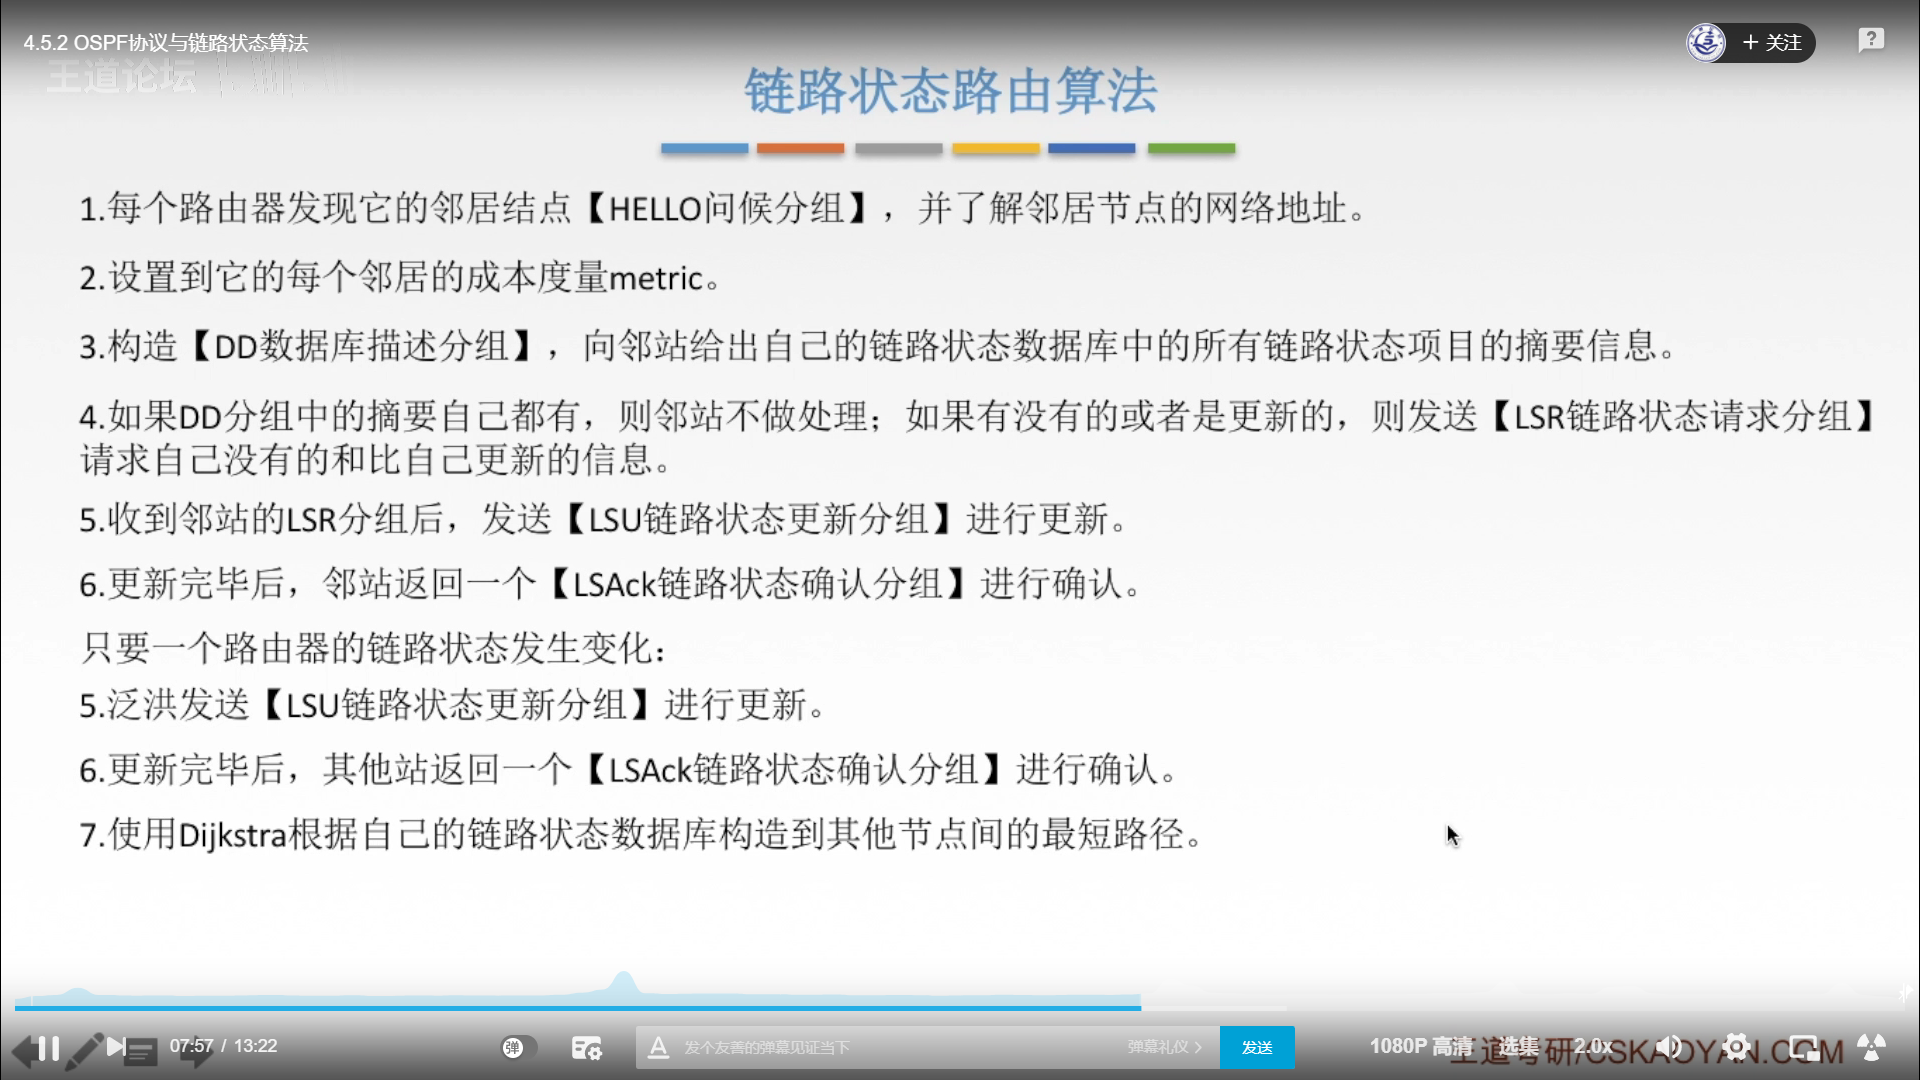 4.5.2 OSPF协议与链路状态算法
+ 关注
王道论坛
链路状态路由算法
1.每个路由器发现它的邻居结点【HELLO问候分组】，并了解邻居节点的网络地址。
2.设置到它的每个邻居的成本度量metric。
3.构造【DD数据库描述分组】，向邻站给出自己的链路状态数据库中的所有链路状态项目的摘要信息。
4.如果DD分组中的摘要自己都有，则邻站不做处理；如果有没有的或者是更新的，则发送【LSR链路状态请求分组】
请求自己没有的和比自己更新的信息。
5.收到邻站的LSR分组后，发送【LSU链路状态更新分组】进行更新。
6.更新完毕后，邻站返回一个【LSAck链路状态确认分组】进行确认。
只要一个路由器的链路状态发生变化：
5.泛洪发送【LSU链路状态更新分组】进行更新。
6.更新完毕后，其他站返回一个【LSAck链路状态确认分组】进行确认。
7.使用Dijkstra根据自己的链路状态数据库构造到其他节点间的最短路径。
07:57 / 13:22
弹
发个友善的弹幕见证当下
弹幕礼仪 >
发送
1080P 高清
选集
2.0x
王道考研/CSKAOYAN.COM